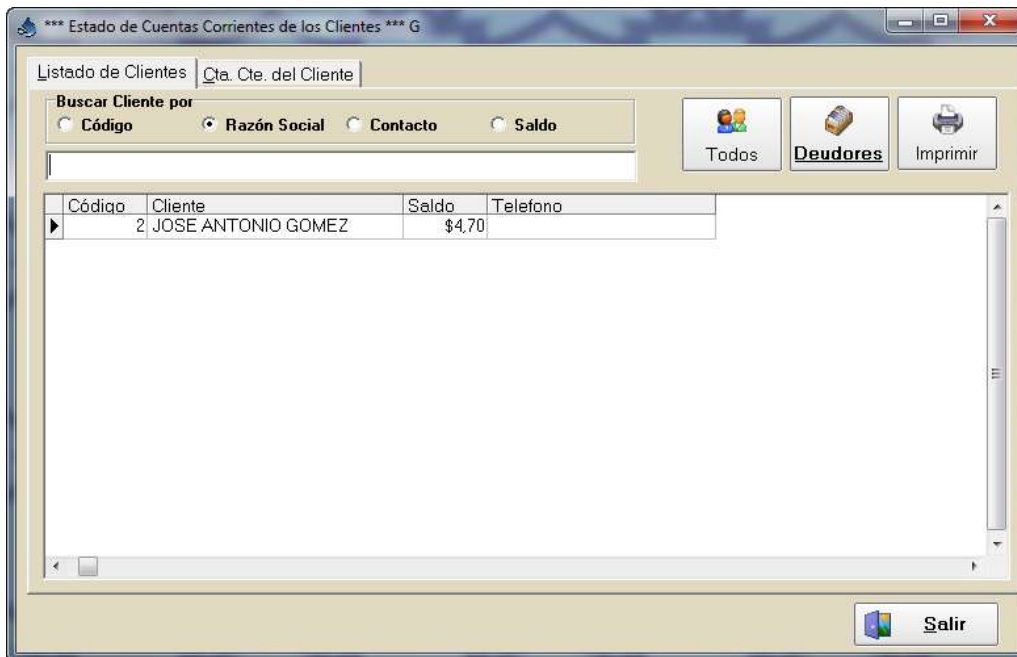 *** Estado de Cuentas Corrientes de los Clientes *** G
Listado de Clientes Cta. Cte. del Cliente
Buscar Cliente por
Código Razón Social Contacto Saldo
Todos Deudores Imprimir
Código Cliente Saldo Telefono
2 JOSE ANTONIO GOMEZ $4,70
Salir